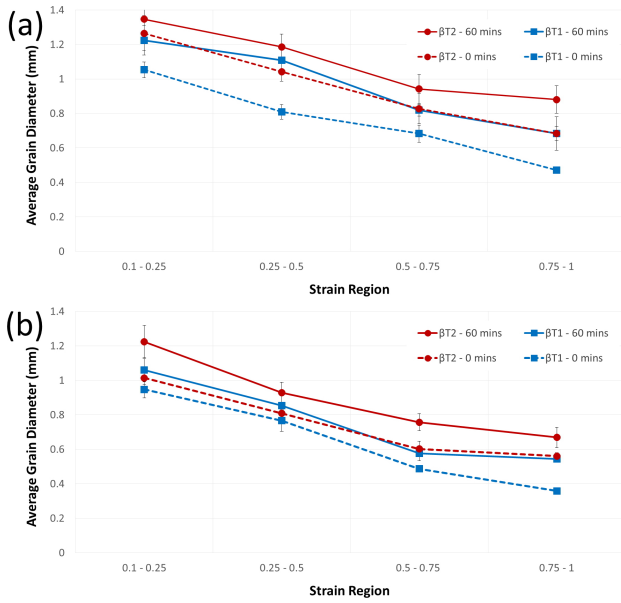 (a)
Average Grain Diameter (mm)
1.4
1.2
1
0.8
0.6
0.4
0.2
0
βT2 - 60 mins
βT1 - 60 mins
βT2 - 0 mins
βT1 - 0 mins
0.1 - 0.25
0.25 - 0.5
0.5 - 0.75
0.75 - 1
Strain Region
(b)
Average Grain Diameter (mm)
1.4
1.2
1
0.8
0.6
0.4
0.2
0
βT2 - 60 mins
βT1 - 60 mins
βT2 - 0 mins
βT1 - 0 mins
0.1 - 0.25
0.25 - 0.5
0.5 - 0.75
0.75 - 1
Strain Region